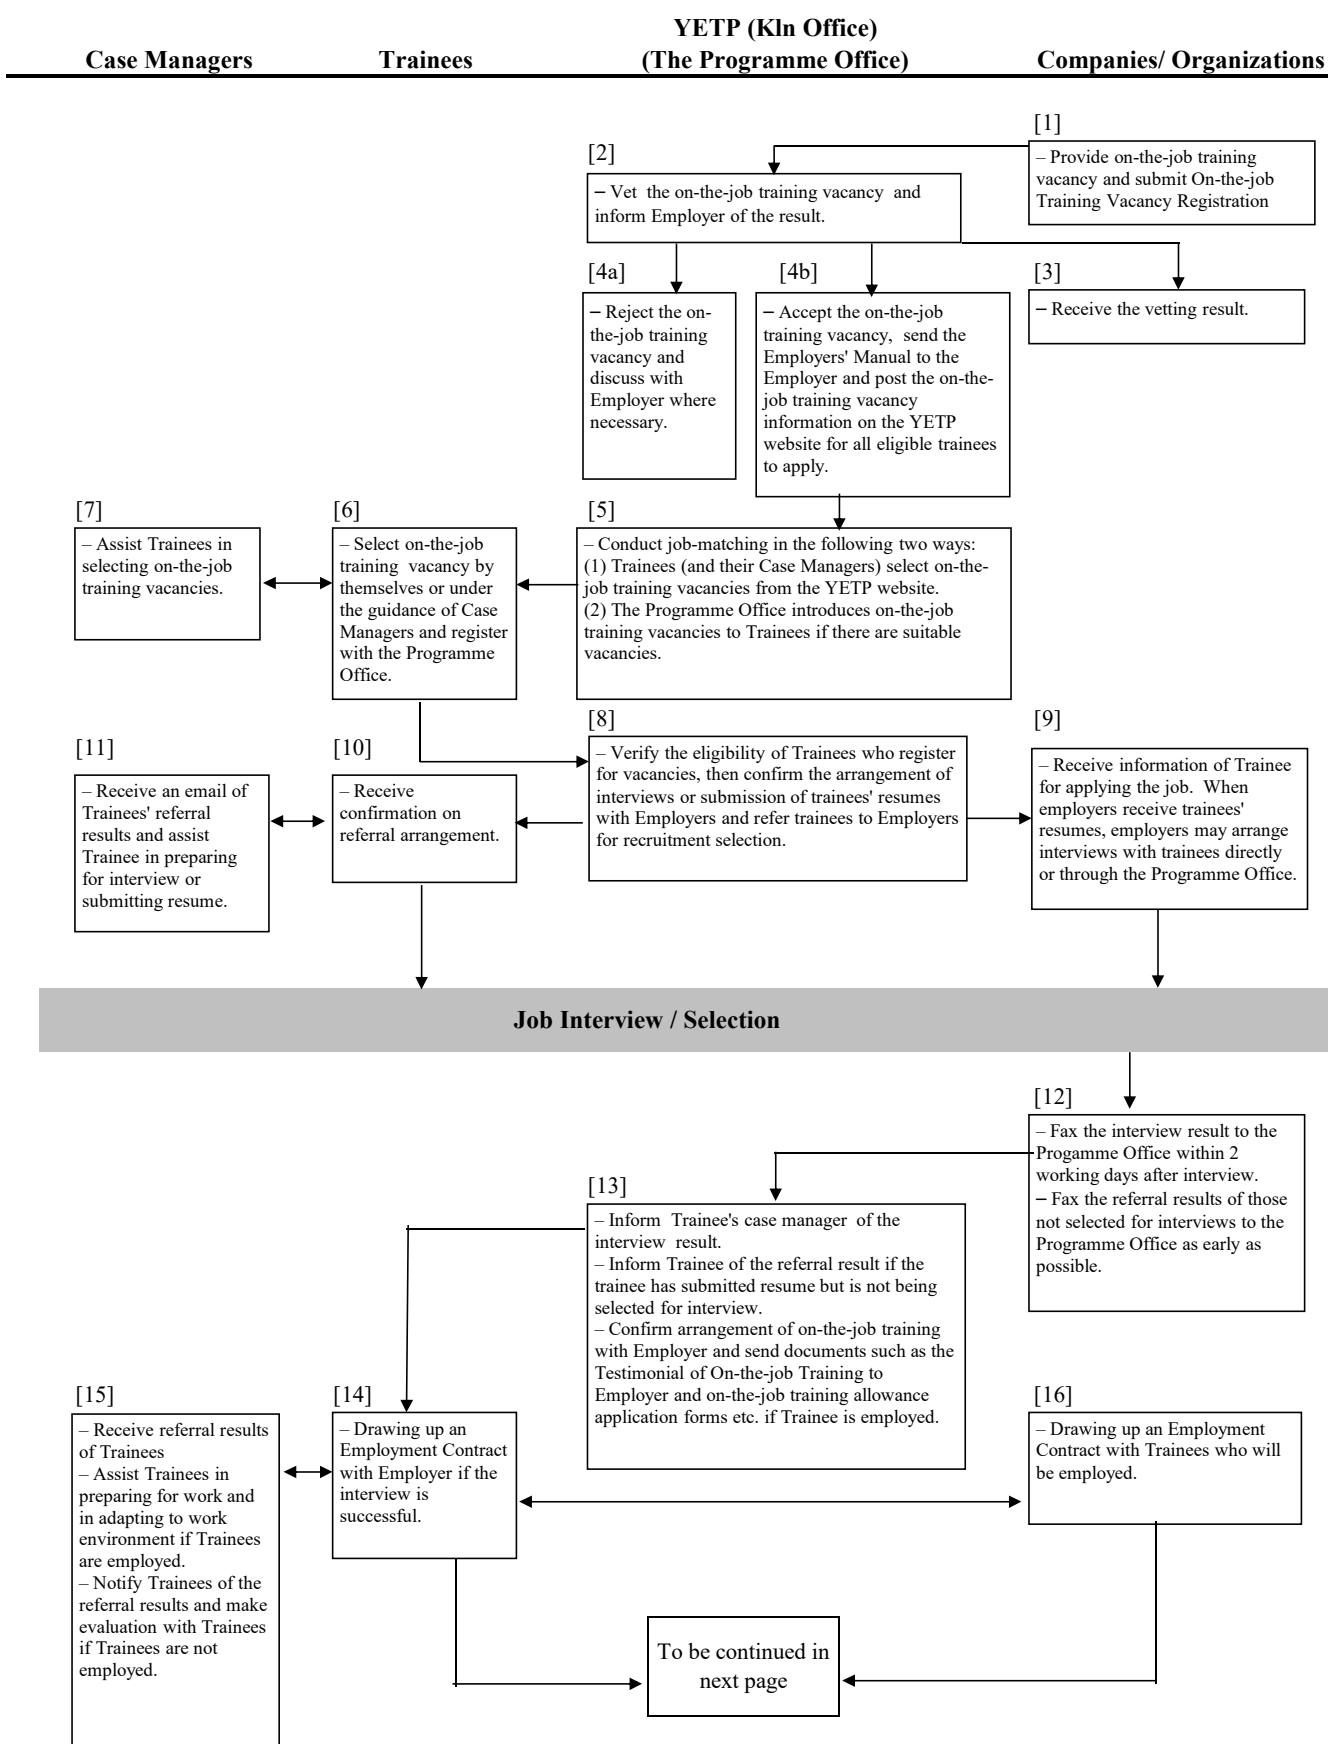 YETP (Kln Office)
Case Managers Trainees (The Programme Office) Companies/ Organizations
[1]
– Provide on-the-job training
vacancy and submit On-the-job
Training Vacancy Registration
[2]
– Vet the on-the-job training vacancy and
inform Employer of the result.
[4a]
– Reject the on-
the-job training
vacancy and
discuss with
Employer where
necessary.
[4b]
– Accept the on-the-job
training vacancy, send the
Employers' Manual to the
Employer and post the on-the-
job training vacancy
information on the YETP
website for all eligible trainees
to apply.
[3]
– Receive the vetting result.
[7]
– Assist Trainees in
selecting on-the-job
training vacancies.
[6]
– Select on-the-job
training vacancy by
themselves or under
the guidance of Case
Managers and register
with the Programme
Office.
[5]
– Conduct job-matching in the following two ways:
(1) Trainees (and their Case Managers) select on-the-
job training vacancies from the YETP website.
(2) The Programme Office introduces on-the-job
training vacancies to Trainees if there are suitable
vacancies.
[11]
– Receive an email of
Trainees' referral
results and assist
Trainee in preparing
for interview or
submitting resume.
[10]
– Receive
confirmation on
referral arrangement.
[8]
– Verify the eligibility of Trainees who register
for vacancies, then confirm the arrangement of
interviews or submission of trainees' resumes
with Employers and refer trainees to Employers
for recruitment selection.
[9]
– Receive information of Trainee
for applying the job. When
employers receive trainees'
resumes, employers may arrange
interviews with trainees directly
or through the Programme Office.
Job Interview / Selection
[12]
– Fax the interview result to the
Progamme Office within 2
working days after interview.
– Fax the referral results of those
not selected for interviews to the
Programme Office as early as
possible.
[13]
– Inform Trainee's case manager of the
interview result.
– Inform Trainee of the referral result if the
trainee has submitted resume but is not being
selected for interview.
– Confirm arrangement of on-the-job training
with Employer and send documents such as the
Testimonial of On-the-job Training to
Employer and on-the-job training allowance
application forms etc. if Trainee is employed.
[15]
– Receive referral results
of Trainees
– Assist Trainees in
preparing for work and
in adapting to work
environment if Trainees
are employed.
– Notify Trainees of the
referral results and make
evaluation with Trainees
if Trainees are not
employed.
[14]
– Drawing up an
Employment Contract
with Employer if the
interview is
successful.
[16]
– Drawing up an Employment
Contract with Trainees who will
be employed.
To be continued in
next page